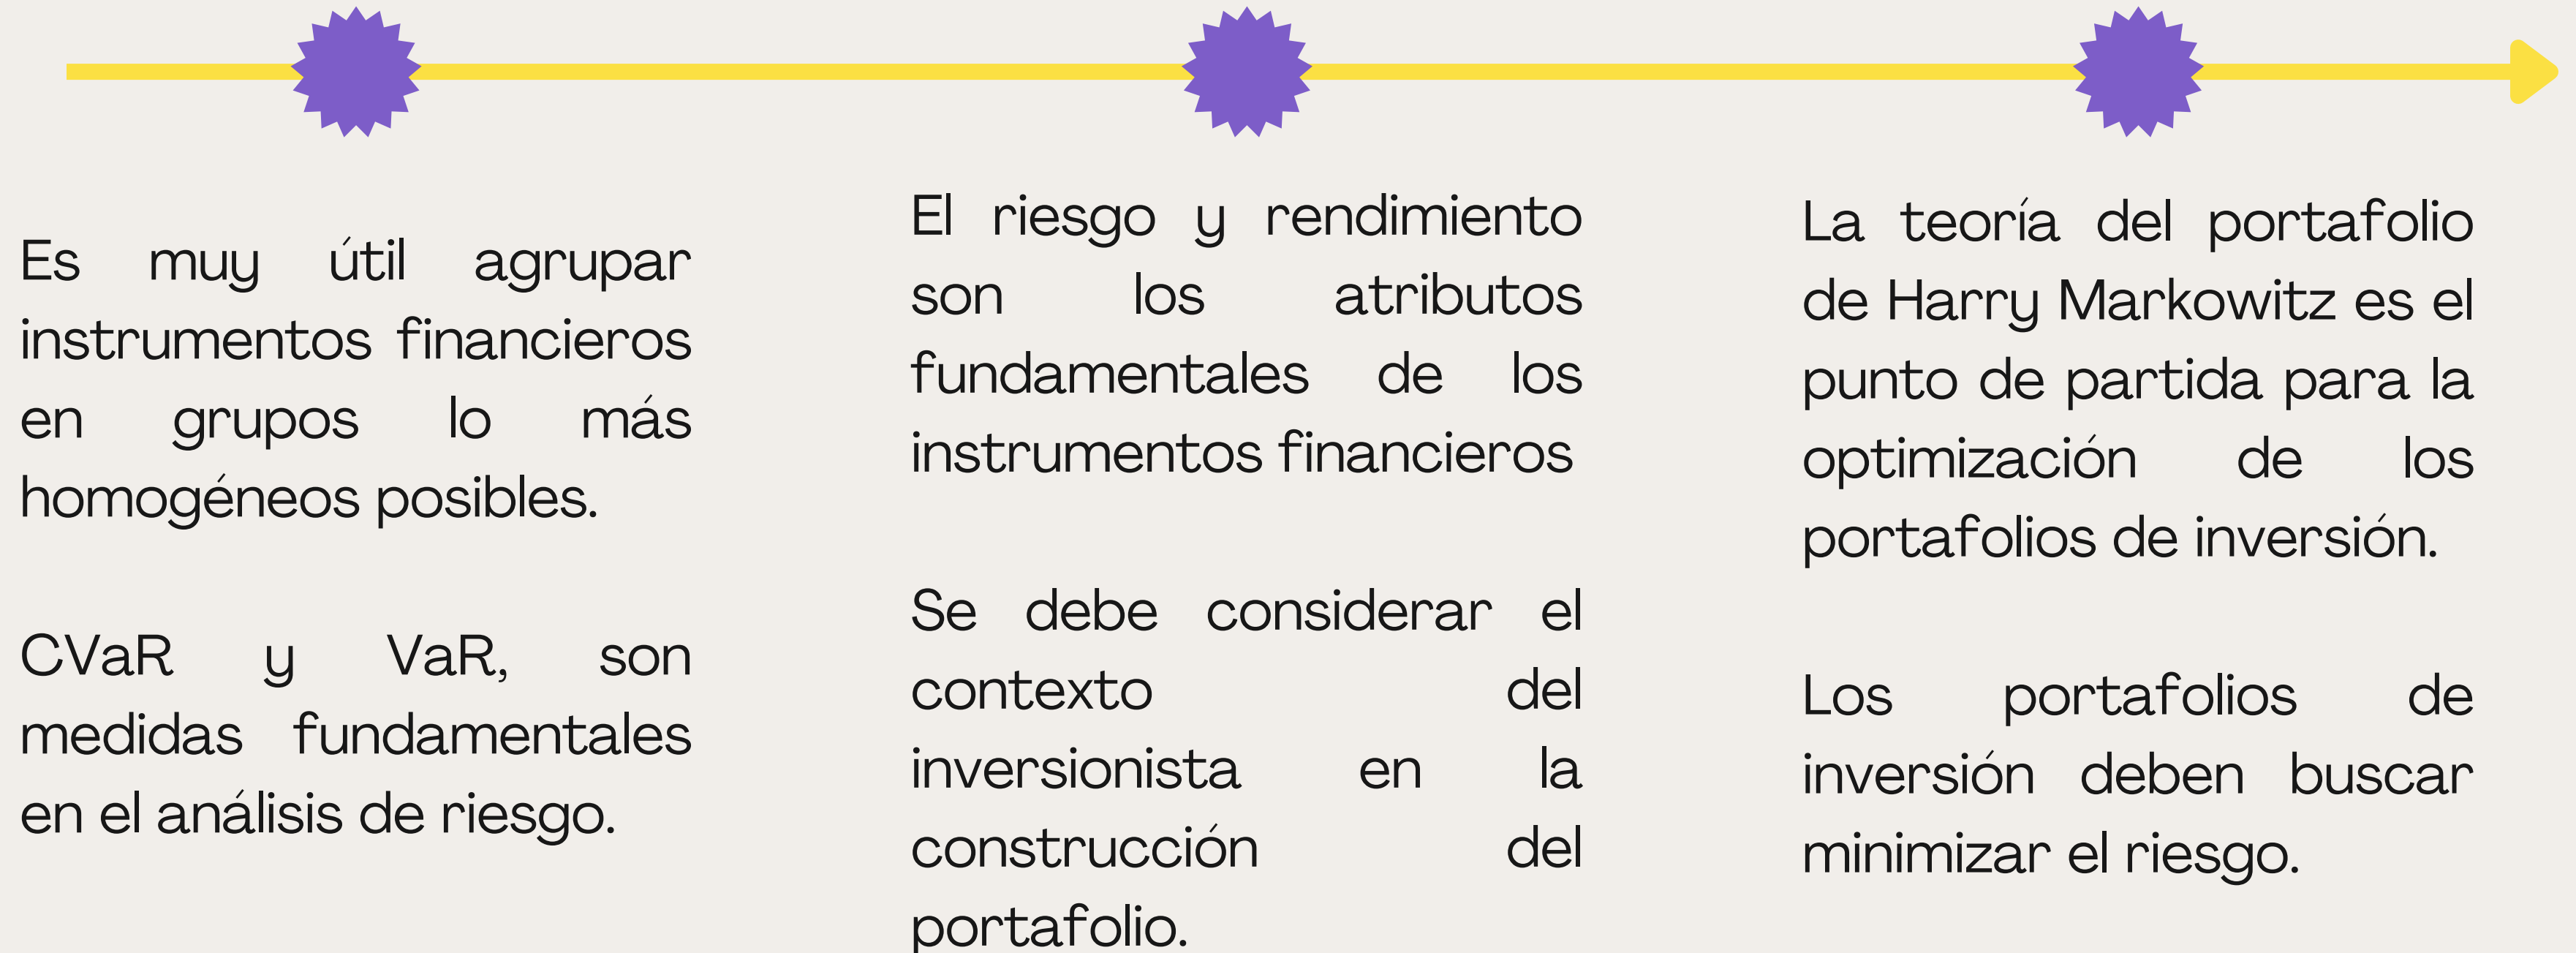 Es muy útil agrupar
instrumentos financieros
en grupos lo más
homogéneos posibles.
CVaR y VaR, son
medidas fundamentales
en el análisis de riesgo.
El riesgo y rendimiento
son los atributos
fundamentales de los
instrumentos financieros
Se debe considerar el
contexto del
inversionista en la
construcción del
portafolio.
La teoría del portafolio
de Harry Markowitz es el
punto de partida para la
optimización de los
portafolios de inversión.
Los portafolios de
inversión deben buscar
minimizar el riesgo.